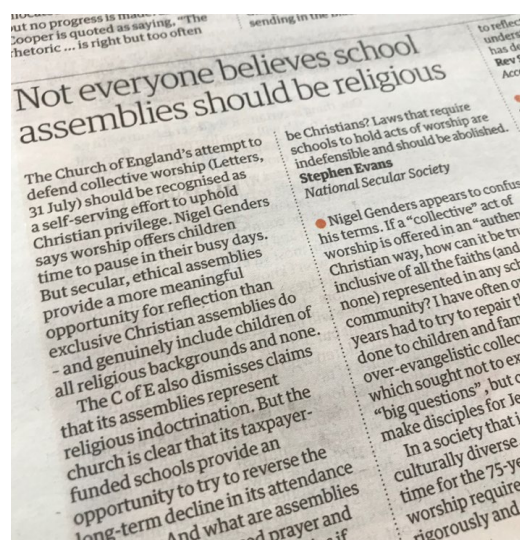 ut no progress is made
Cooper is quoted as saying, "The
rhetoric ... is right but too often
sending in the
Not everyone believes school
assemblies should be religious
The Church of England's attempt to
defend collective worship (Letters,
31 July) should be recognised as
a self-serving effort to uphold
Christian privilege. Nigel Genders
says worship offers children
time to pause in their busy days.
But secular, ethical assemblies
provide a more meaningful
opportunity for reflection than
exclusive Christian assemblies do
– and genuinely include children of
all religious backgrounds and none.
The C of E also dismisses claims
that its assemblies represent
religious indoctrination. But the
church is clear that its taxpayer-
funded schools provide an
opportunity to try to reverse the
long-term decline in its attendance
And what are assemblies
prayer and
if
be Christians? Laws that require
schools to hold acts of worship are
indefensible and should be abolished.
Stephen Evans
National Secular Society
Nigel Genders appears to confus
his terms. If a "collective" act of
worship is offered in an "authen
Christian way, how can it be tr
inclusive of all the faiths (and
none) represented in any sch
community? I have often o
years had to try to repair t
done to children and fam
over-evangelistic collec
which sought not to ex
"big questions", but
make disciples for Je
In a society that i
culturally diverse
time for the 75-ye
worship require
rigorously and
to reflec
unders
has de
Rev S
Acc